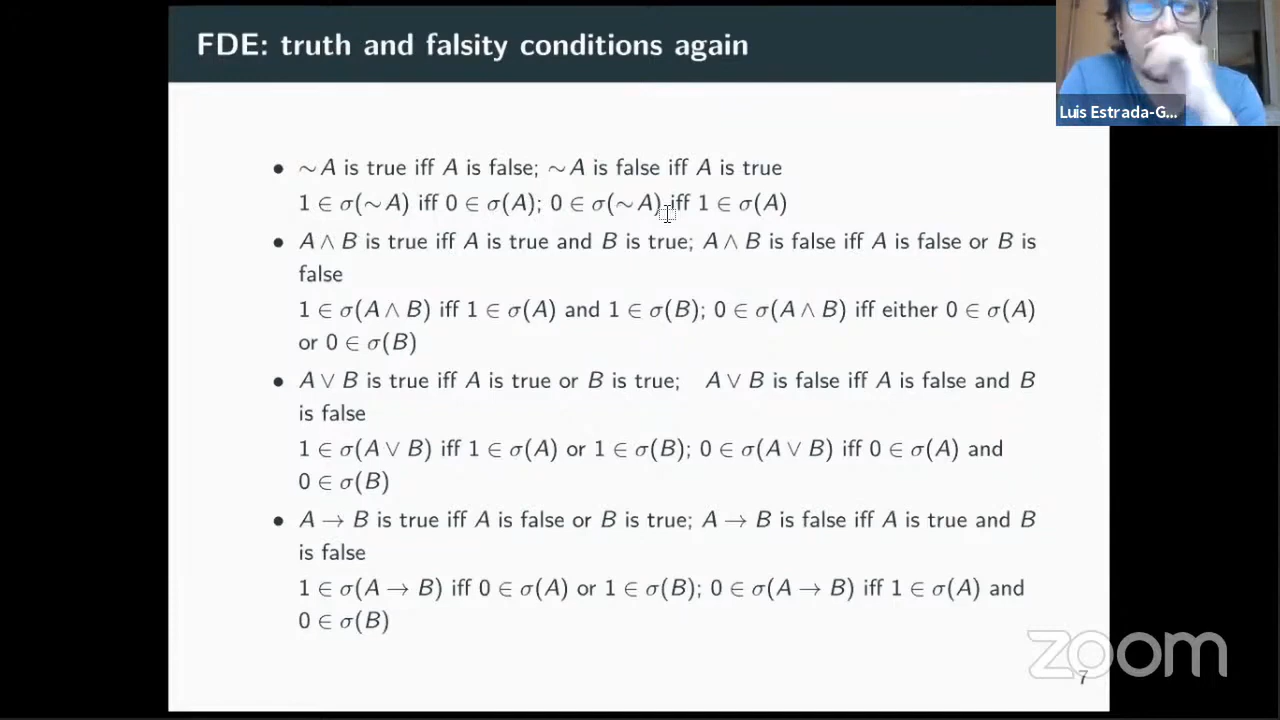 FDE: truth and falsity conditions again
Luis Estrada-G...
• ∼A is true iff A is false; ∼A is false iff A is true
1 ∈ σ(∼A) iff 0 ∈ σ(A); 0 ∈ σ(∼A) iff 1 ∈ σ(A)
• A ∧ B is true iff A is true and B is true; A ∧ B is false iff A is false or B is
false
1 ∈ σ(A ∧ B) iff 1 ∈ σ(A) and 1 ∈ σ(B); 0 ∈ σ(A ∧ B) iff either 0 ∈ σ(A)
or 0 ∈ σ(B)
• A ∨ B is true iff A is true or B is true; A ∨ B is false iff A is false and B
is false
1 ∈ σ(A ∨ B) iff 1 ∈ σ(A) or 1 ∈ σ(B); 0 ∈ σ(A ∨ B) iff 0 ∈ σ(A) and
0 ∈ σ(B)
• A → B is true iff A is false or B is true; A → B is false iff A is true and B
is false
1 ∈ σ(A → B) iff 0 ∈ σ(A) or 1 ∈ σ(B); 0 ∈ σ(A → B) iff 1 ∈ σ(A) and
0 ∈ σ(B)
zoom
7